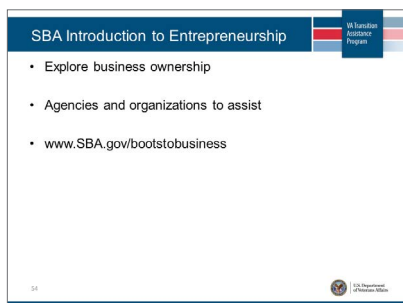 SBA Introduction to Entrepreneurship
VA Transition
Assistance
Program
• Explore business ownership
• Agencies and organizations to assist
• www.SBA.gov/bootstobusiness
54
U.S. Department
of Veterans Affairs